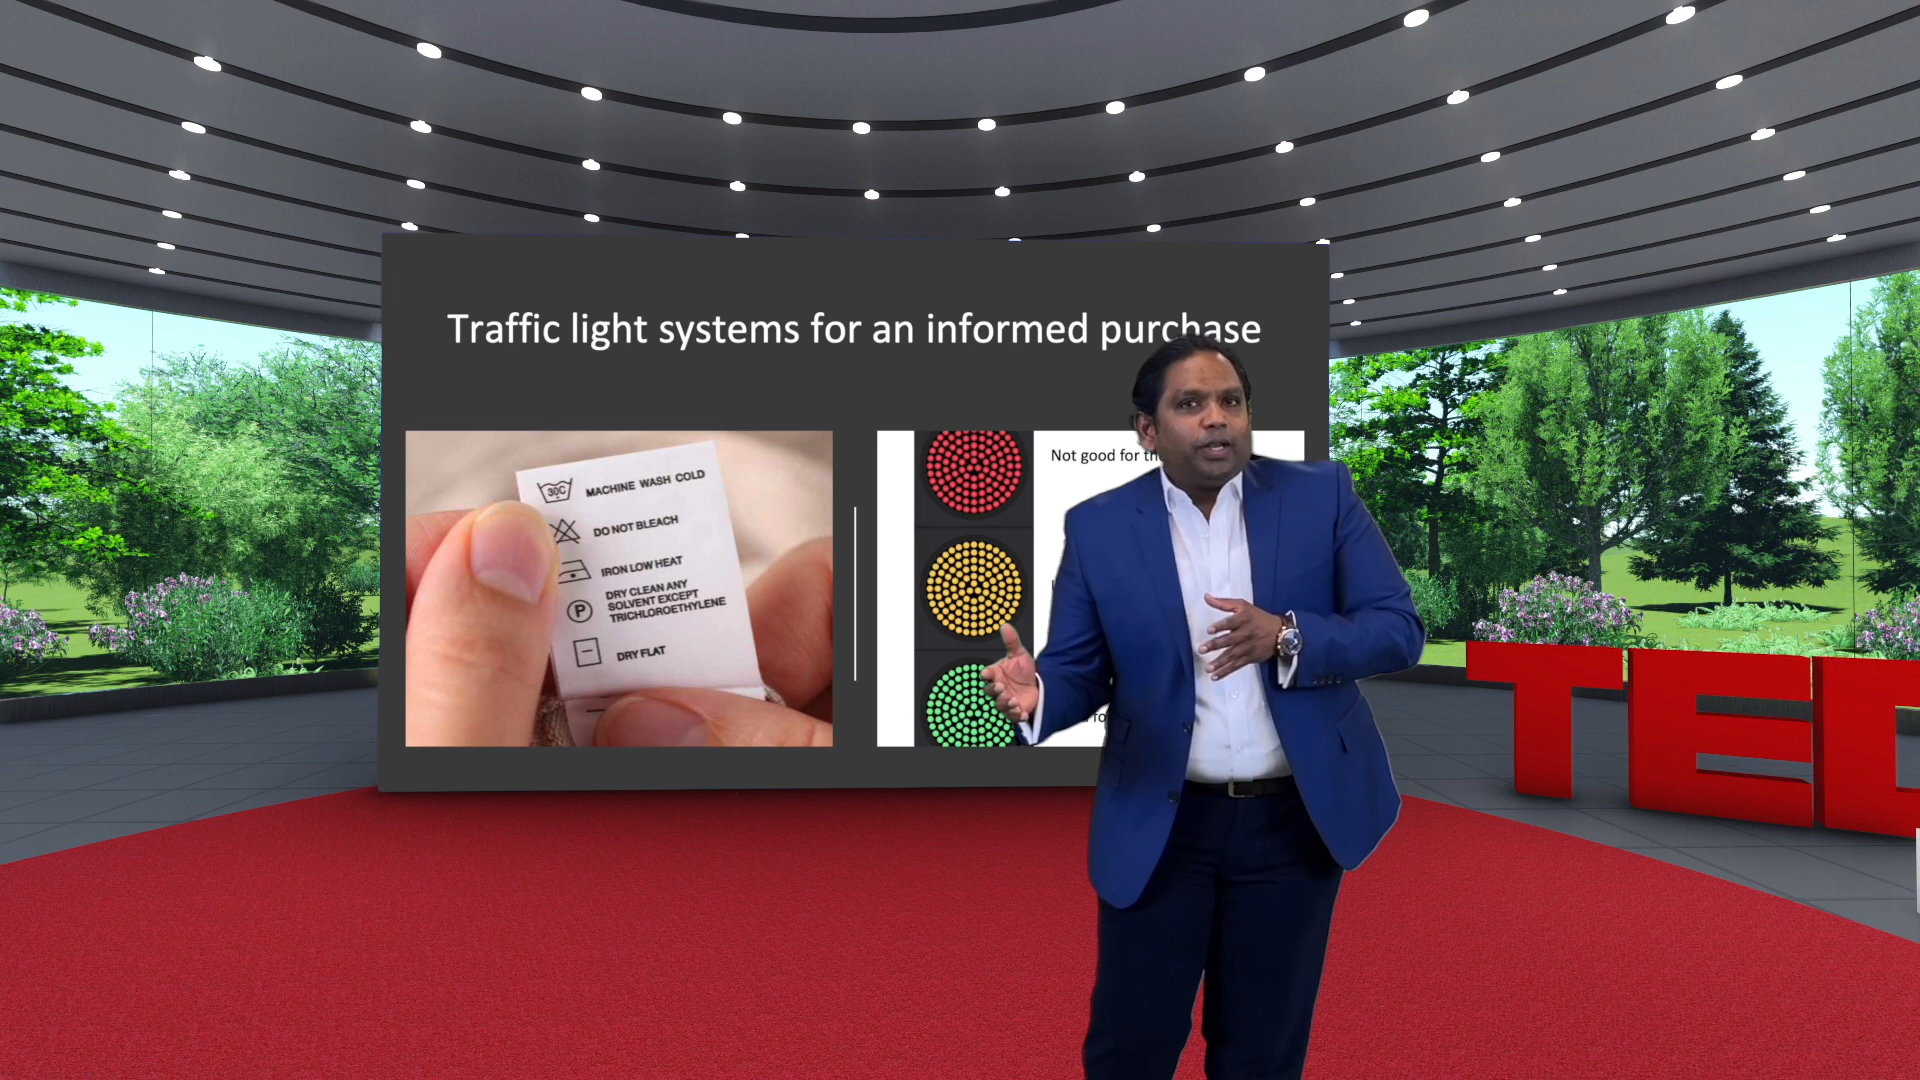 Traffic light systems for an informed purchase
30C MACHINE WASH COLD
DO NOT BLEACH
IRON LOW HEAT
P DRY CLEAN ANY
SOLVENT EXCEPT
TRICHLOROETHYLENE
DRY FLAT
Not good for
TED